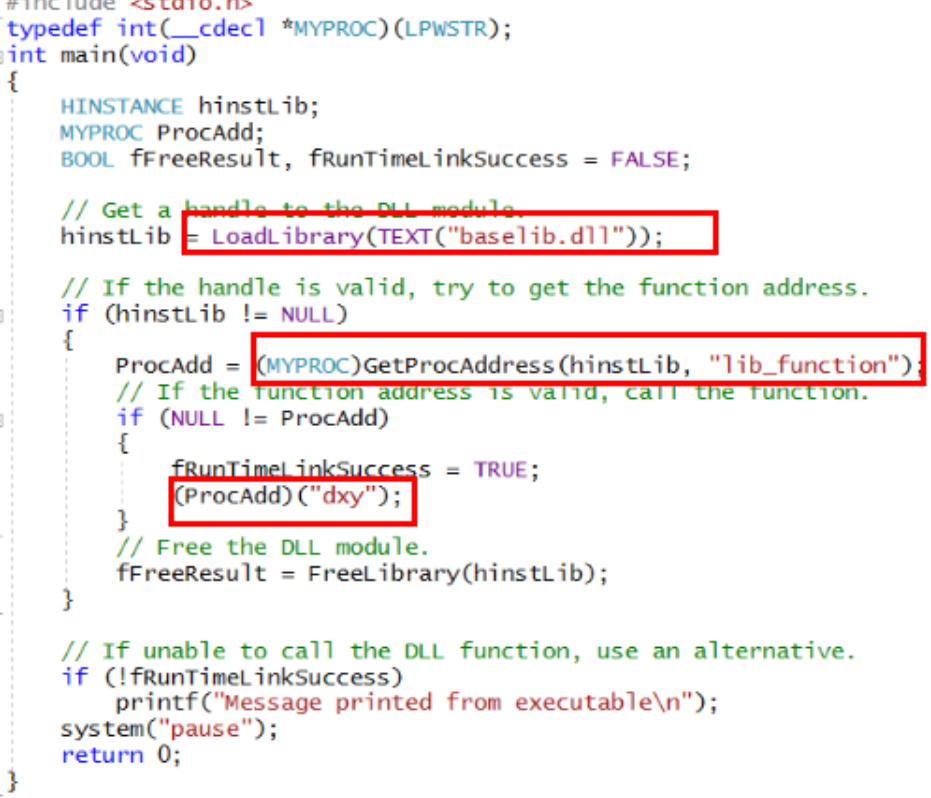 #include <stdio.h>
typedef int(__cdecl *MYPROC)(LPWSTR);
int main(void)
{
HINSTANCE hinstLib;
MYPROC ProcAdd;
BOOL fFreeResult, fRunTimeLinkSuccess = FALSE;
// Get a handle to the DLL module.
hinstLib = LoadLibrary(TEXT("baselib.dll"));
// If the handle is valid, try to get the function address.
if (hinstLib != NULL)
{
ProcAdd = (MYPROC)GetProcAddress(hinstLib, "lib_function");
// If the function address is valid, call the function.
if (NULL != ProcAdd)
{
fRunTimeLinkSuccess = TRUE;
(ProcAdd)("dxy");
}
// Free the DLL module.
fFreeResult = FreeLibrary(hinstLib);
}
// If unable to call the DLL function, use an alternative.
if (!fRunTimeLinkSuccess)
printf("Message printed from executable\n");
system("pause");
return 0;
}